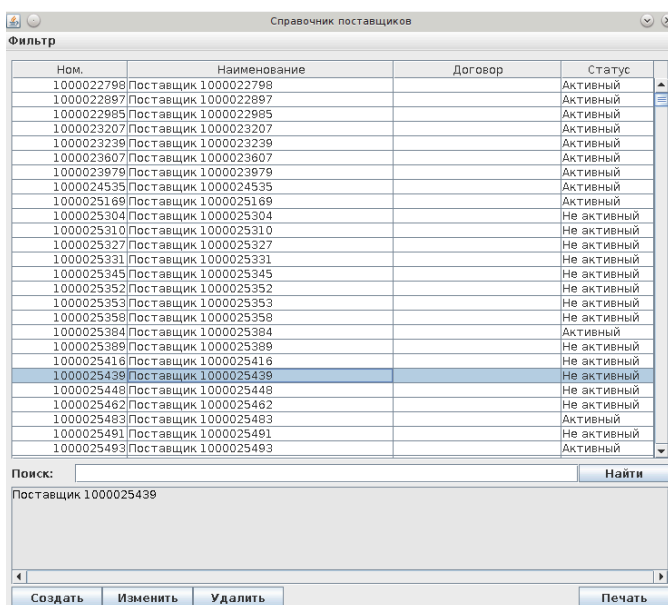 Справочник поставщиков
Фильтр
Ном. Наименование Договор Статус
1000022798 Поставщик 1000022798 Активный
1000022897 Поставщик 1000022897 Активный
1000022985 Поставщик 1000022985 Активный
1000023207 Поставщик 1000023207 Активный
1000023239 Поставщик 1000023239 Активный
1000023607 Поставщик 1000023607 Активный
1000023979 Поставщик 1000023979 Активный
1000024535 Поставщик 1000024535 Активный
1000025169 Поставщик 1000025169 Активный
1000025304 Поставщик 1000025304 Не активный
1000025310 Поставщик 1000025310 Не активный
1000025327 Поставщик 1000025327 Не активный
1000025331 Поставщик 1000025331 Не активный
1000025345 Поставщик 1000025345 Не активный
1000025352 Поставщик 1000025352 Не активный
1000025353 Поставщик 1000025353 Не активный
1000025358 Поставщик 1000025358 Не активный
1000025384 Поставщик 1000025384 Активный
1000025389 Поставщик 1000025389 Не активный
1000025416 Поставщик 1000025416 Не активный
1000025439 Поставщик 1000025439 Не активный
1000025448 Поставщик 1000025448 Не активный
1000025462 Поставщик 1000025462 Не активный
1000025483 Поставщик 1000025483 Активный
1000025491 Поставщик 1000025491 Не активный
1000025493 Поставщик 1000025493 Активный
Поиск: Найти
Поставщик 1000025439
Создать Изменить Удалить Печать